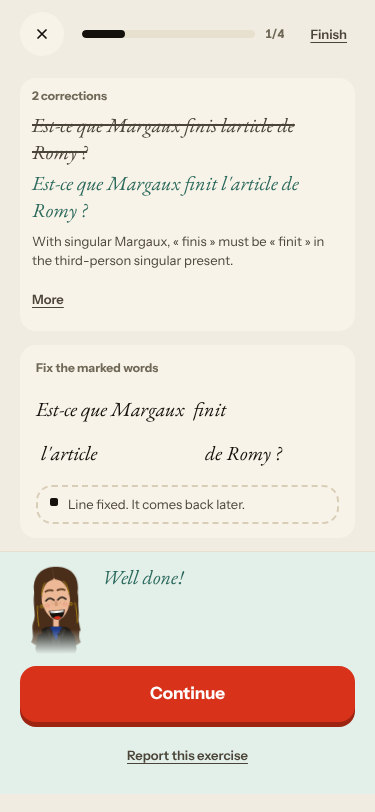 ✕ 1/4 Finish
2 corrections
Est-ce que Margaux finis larticle de
Romy ?
Est-ce que Margaux finit l'article de
Romy ?
With singular Margaux, « finis » must be « finit » in
the third-person singular present.
More
Fix the marked words
Est-ce que Margaux finit
l'article de Romy ?
Line fixed. It comes back later.
Well done!
Continue
Report this exercise